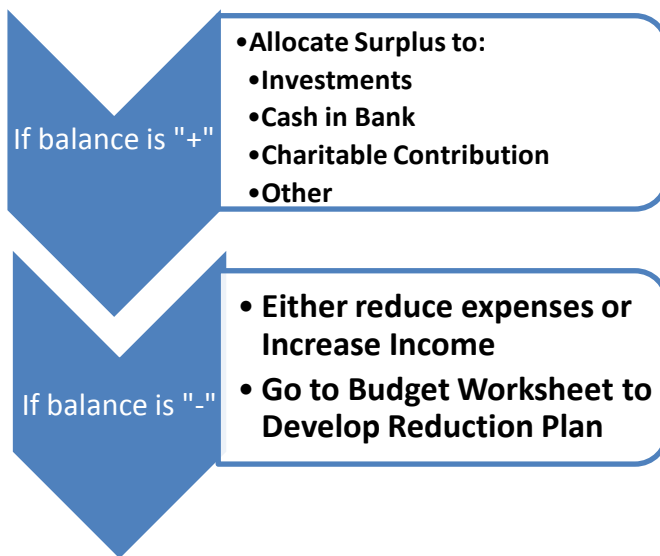 If balance is "+"
•Allocate Surplus to:
•Investments
•Cash in Bank
•Charitable Contribution
•Other
If balance is "-"
• Either reduce expenses or
Increase Income
• Go to Budget Worksheet to
Develop Reduction Plan